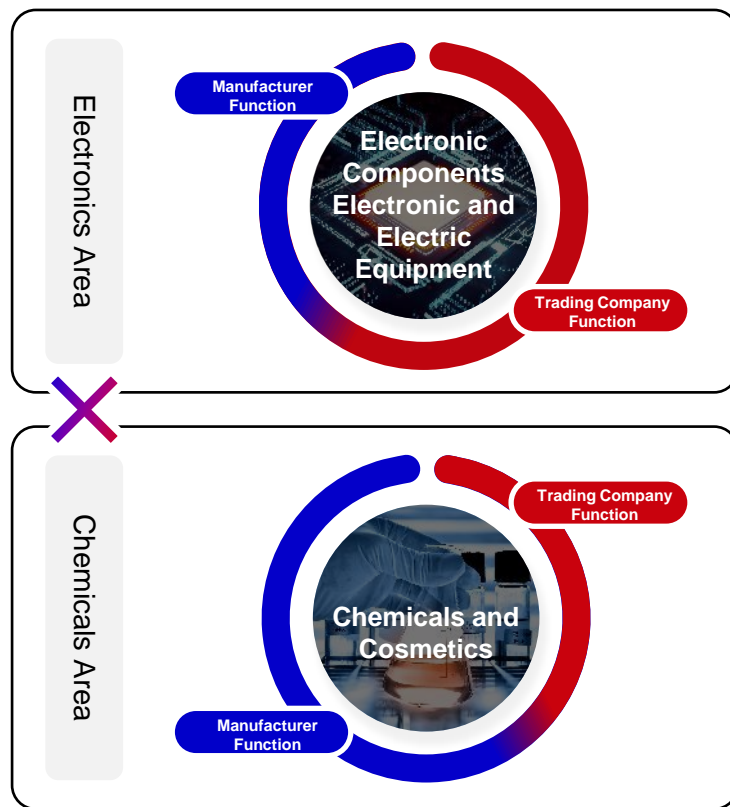 Electronics Area
Manufacturer
Function
Electronic
Components
Electronic and
Electric
Equipment
Trading Company
Function
Chemicals Area
Trading Company
Function
Chemicals and
Cosmetics
Manufacturer
Function